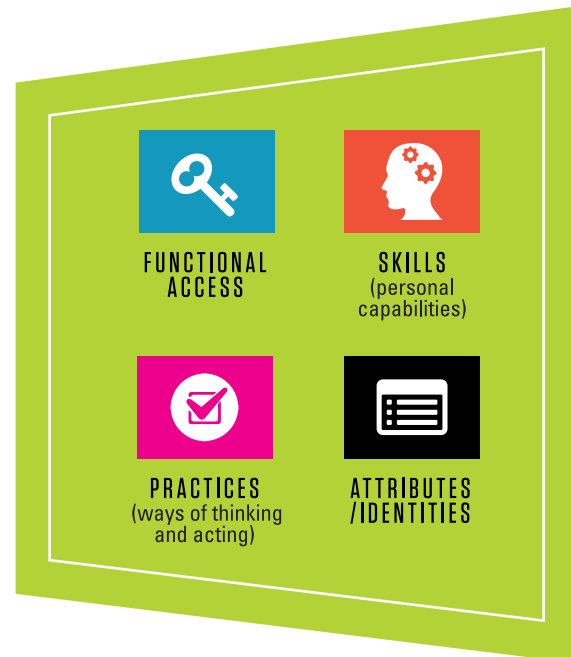 FUNCTIONAL
ACCESS
SKILLS
(personal
capabilities)
PRACTICES
(ways of thinking
and acting)
ATTRIBUTES
/IDENTITIES